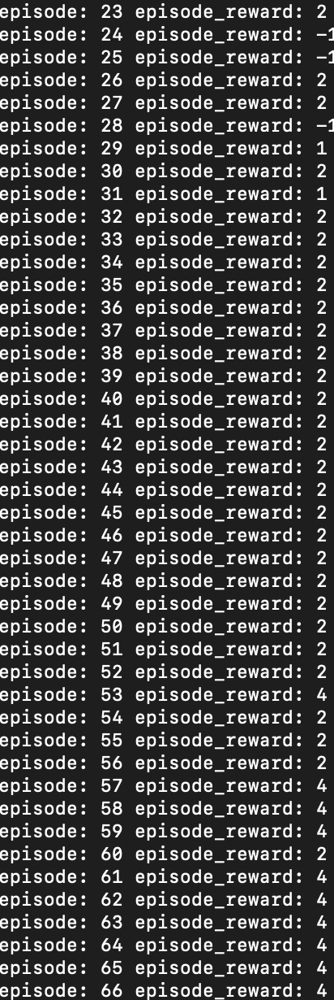 episode: 23 episode_reward: 2
episode: 24 episode_reward: -1
episode: 25 episode_reward: -1
episode: 26 episode_reward: 2
episode: 27 episode_reward: 2
episode: 28 episode_reward: -1
episode: 29 episode_reward: 1
episode: 30 episode_reward: 2
episode: 31 episode_reward: 1
episode: 32 episode_reward: 2
episode: 33 episode_reward: 2
episode: 34 episode_reward: 2
episode: 35 episode_reward: 2
episode: 36 episode_reward: 2
episode: 37 episode_reward: 2
episode: 38 episode_reward: 2
episode: 39 episode_reward: 2
episode: 40 episode_reward: 2
episode: 41 episode_reward: 2
episode: 42 episode_reward: 2
episode: 43 episode_reward: 2
episode: 44 episode_reward: 2
episode: 45 episode_reward: 2
episode: 46 episode_reward: 2
episode: 47 episode_reward: 2
episode: 48 episode_reward: 2
episode: 49 episode_reward: 2
episode: 50 episode_reward: 2
episode: 51 episode_reward: 2
episode: 52 episode_reward: 2
episode: 53 episode_reward: 4
episode: 54 episode_reward: 2
episode: 55 episode_reward: 2
episode: 56 episode_reward: 2
episode: 57 episode_reward: 4
episode: 58 episode_reward: 4
episode: 59 episode_reward: 4
episode: 60 episode_reward: 2
episode: 61 episode_reward: 4
episode: 62 episode_reward: 4
episode: 63 episode_reward: 4
episode: 64 episode_reward: 4
episode: 65 episode_reward: 4
episode: 66 episode_reward: 4